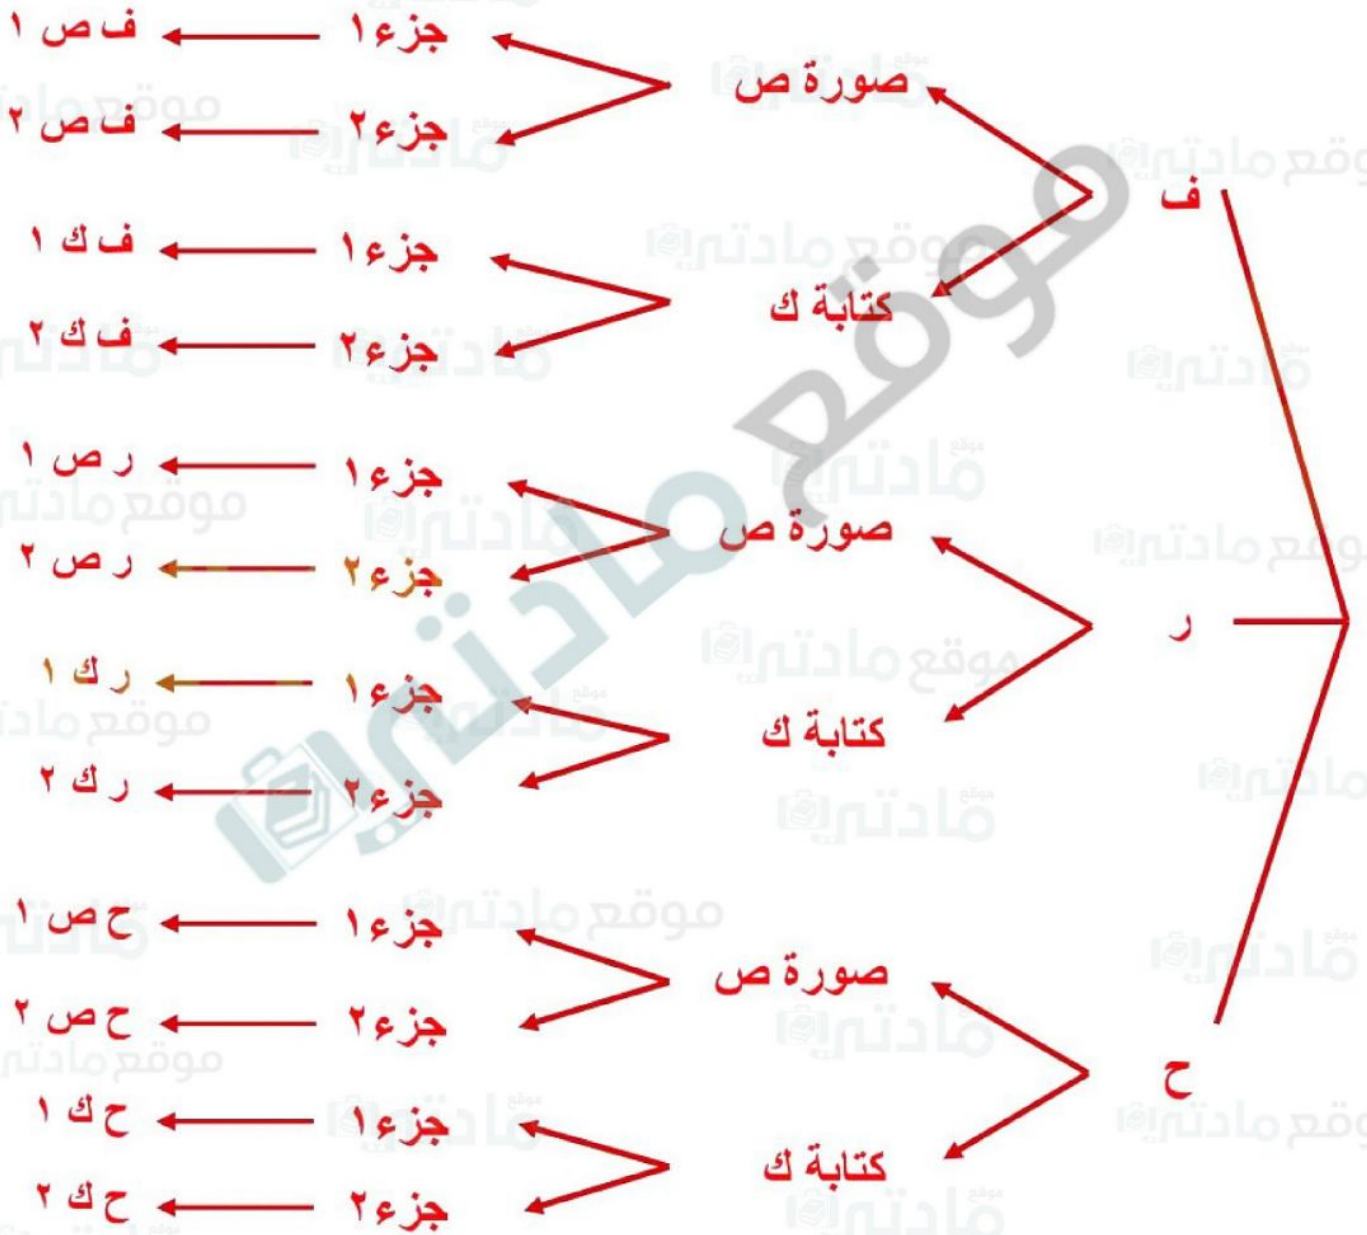 ف
صورة ص
جزء١ ف ص ١
جزء٢ ف ص ٢
كتابة ك
جزء١ ف ك ١
جزء٢ ف ك ٢
ر
صورة ص
جزء١ ر ص ١
جزء٢ ر ص ٢
كتابة ك
جزء١ ر ك ١
جزء٢ ر ك ٢
ح
صورة ص
جزء١ ح ص ١
جزء٢ ح ص ٢
كتابة ك
جزء١ ح ك ١
جزء٢ ح ك ٢
موقع مادتي